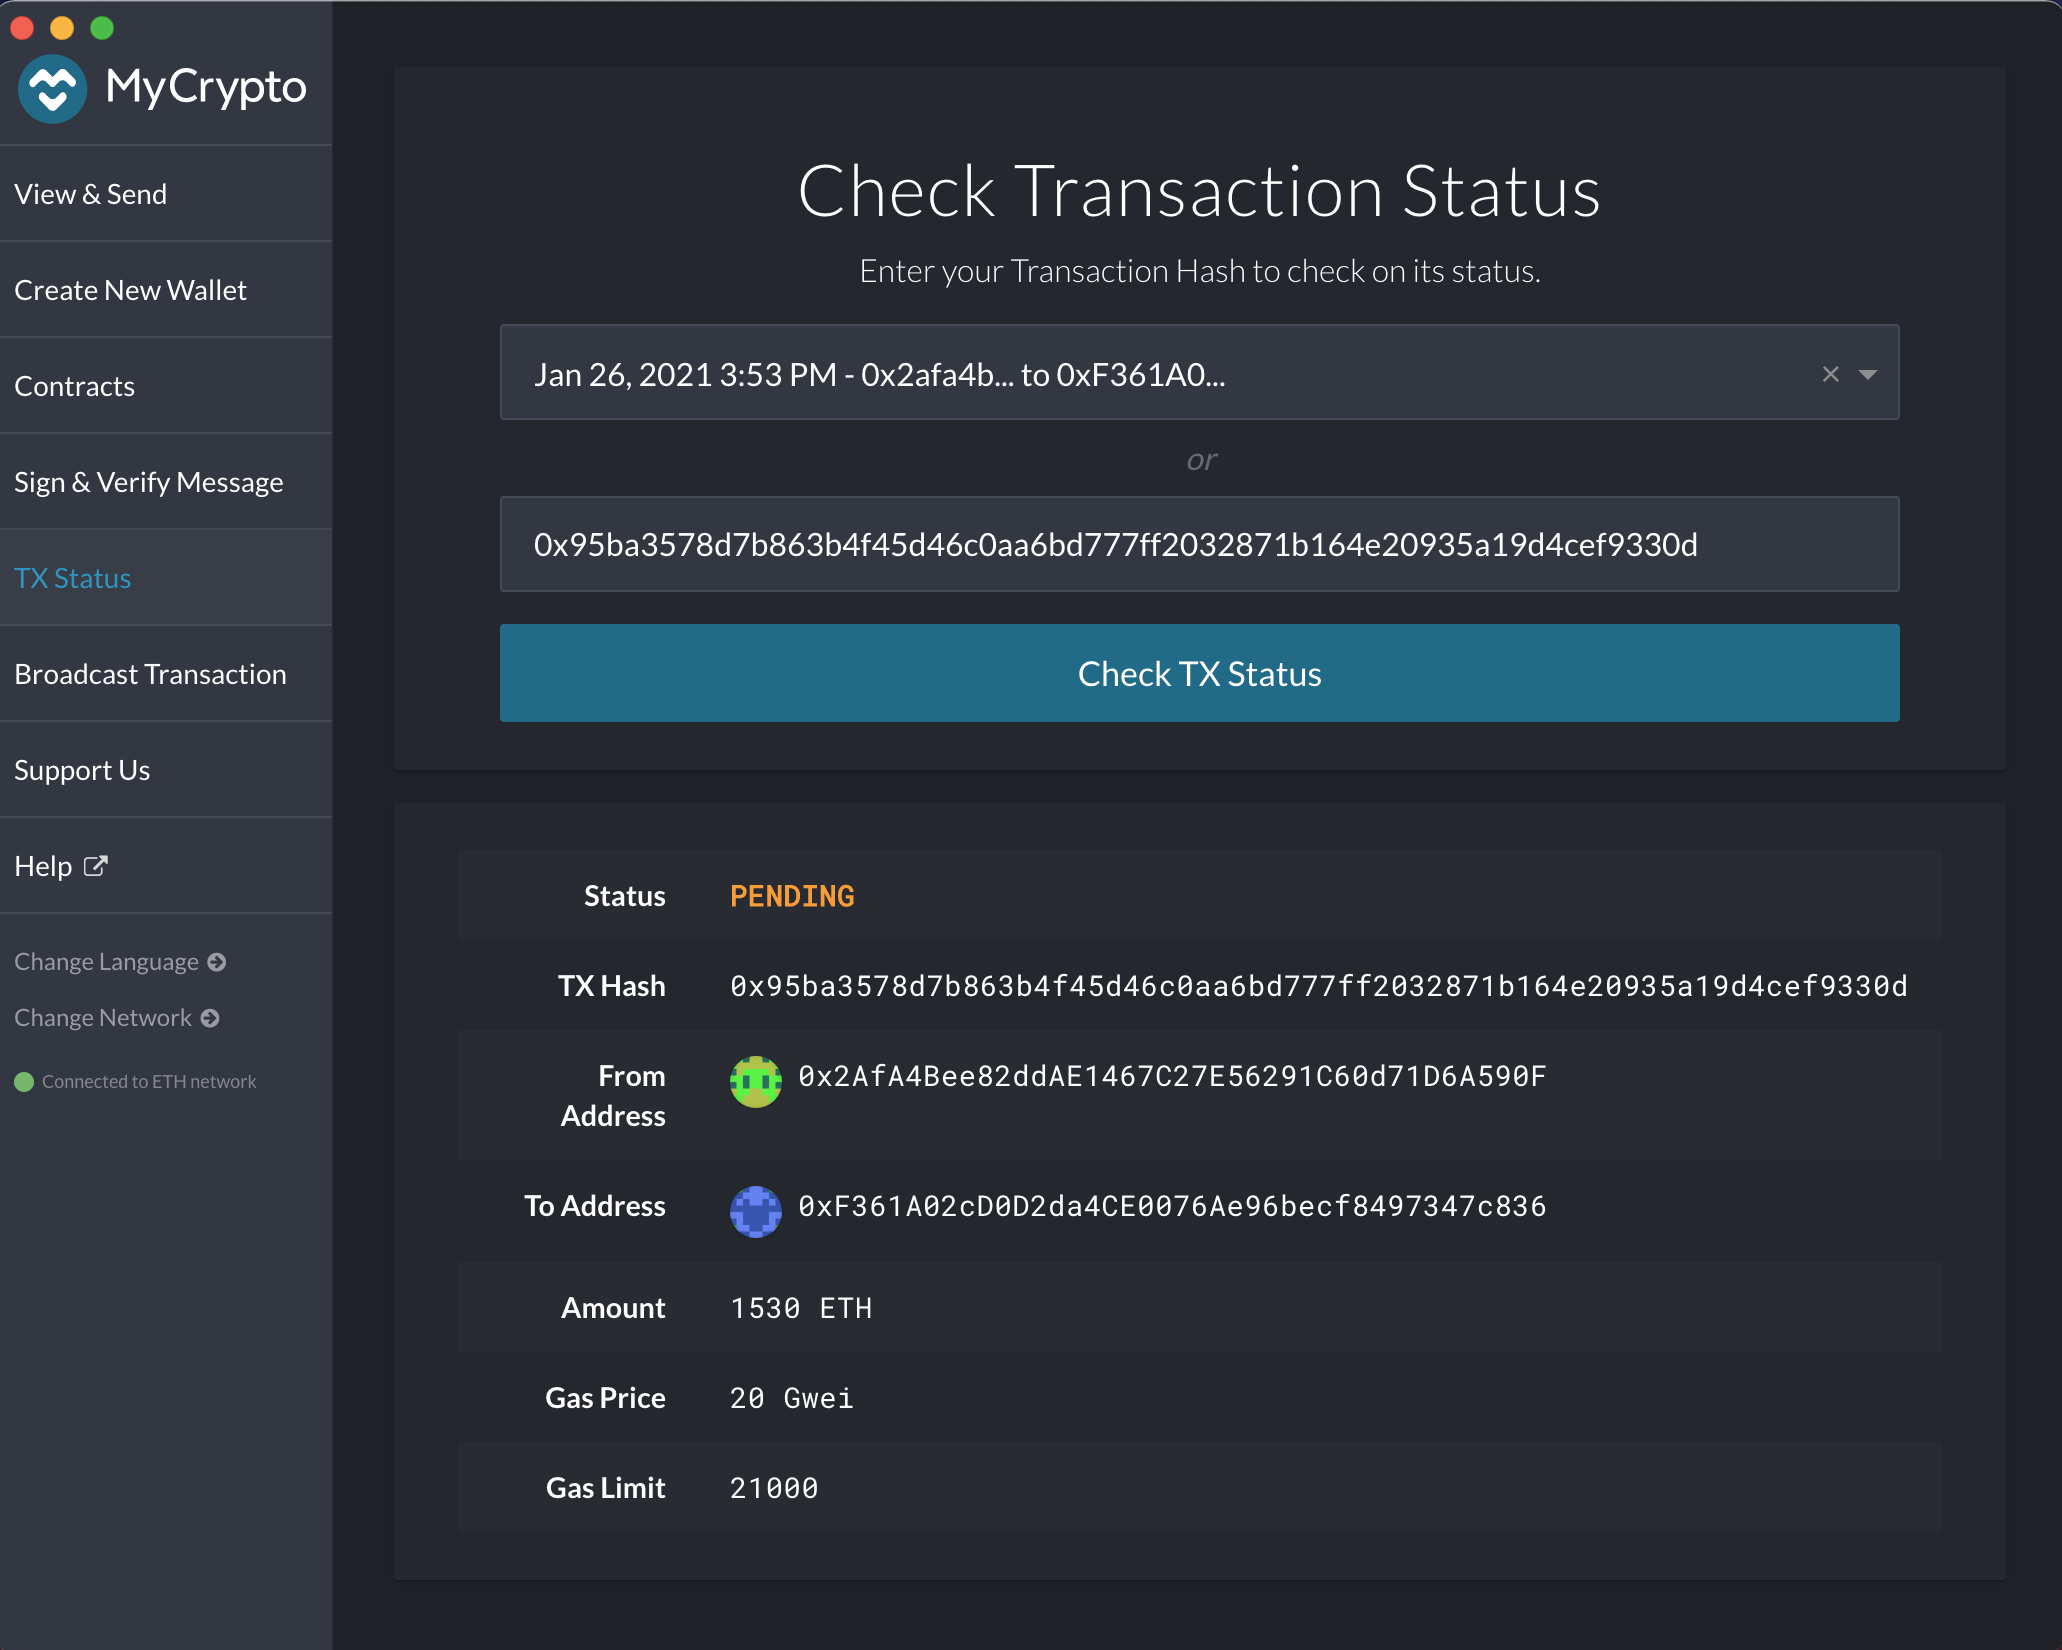 MyCrypto
View & Send
Create New Wallet
Contracts
Sign & Verify Message
TX Status
Broadcast Transaction
Support Us
Help
Change Language
Change Network
Connected to ETH network
Check Transaction Status
Enter your Transaction Hash to check on its status.
Jan 26, 2021 3:53 PM - 0x2afa4b... to 0xF361A0...
or
0x95ba3578d7b863b4f45d46c0aa6bd777ff2032871b164e20935a19d4cef9330d
Check TX Status
Status PENDING
TX Hash 0x95ba3578d7b863b4f45d46c0aa6bd777ff2032871b164e20935a19d4cef9330d
From 0x2AfA4Bee82ddAE1467C27E56291C60d71D6A590F
Address
To Address 0xF361A02cD0D2da4CE0076Ae96becf8497347c836
Amount 1530 ETH
Gas Price 20 Gwei
Gas Limit 21000